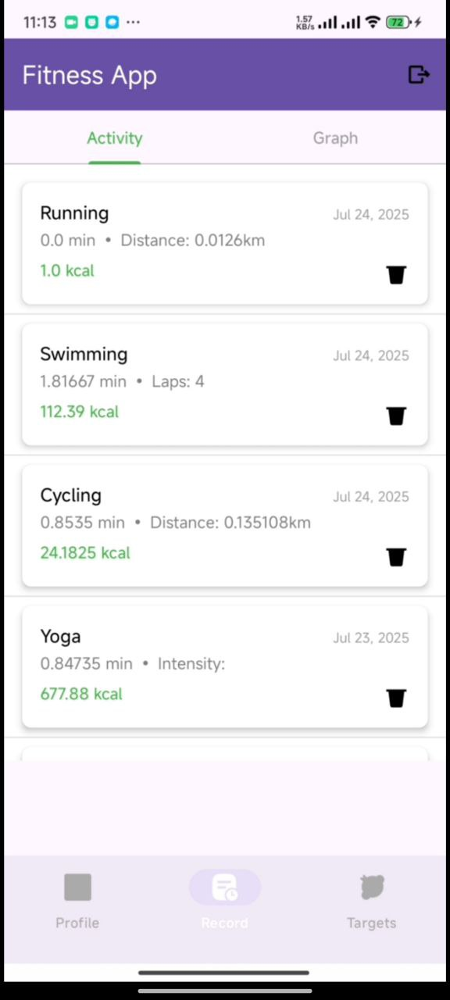 11:13 ··· 1.57 KB/s 72
Fitness App
Activity Graph
Running Jul 24, 2025
0.0 min • Distance: 0.0126km
1.0 kcal
Swimming Jul 24, 2025
1.81667 min • Laps: 4
112.39 kcal
Cycling Jul 24, 2025
0.8535 min • Distance: 0.135108km
24.1825 kcal
Yoga Jul 23, 2025
0.84735 min • Intensity:
677.88 kcal
Profile Record Targets